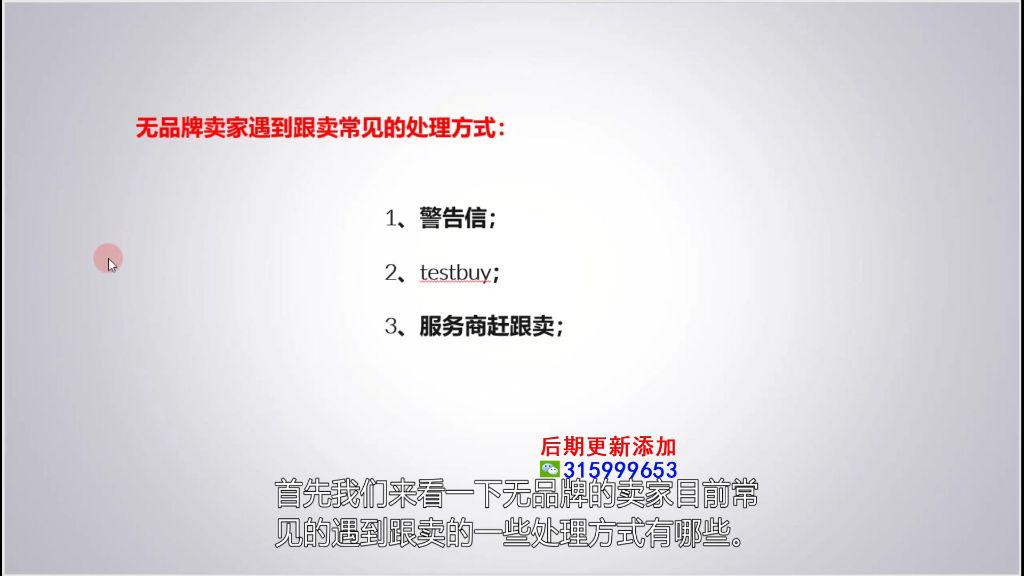 无品牌卖家遇到跟卖常见的处理方式：
1、警告信；
2、testbuy；
3、服务商赶跟卖；
后期更新添加
315999653
首先我们来看一下无品牌的卖家目前常
见的遇到跟卖的一些处理方式有哪些。